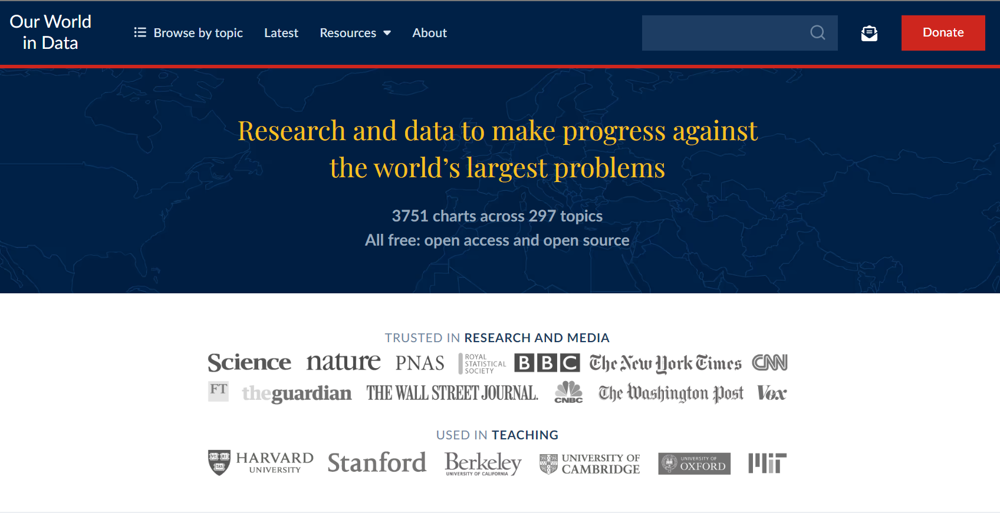 Our World
in Data
Browse by topic
Latest
Resources
About
Donate
Research and data to make progress against
the world's largest problems
3751 charts across 297 topics
All free: open access and open source
TRUSTED IN RESEARCH AND MEDIA
Science
nature
PNAS
ROYAL
STATISTICAL
SOCIETY
BBC
The New York Times
CNN
FT
theguardian
THE WALL STREET JOURNAL.
CNBC
The Washington Post
Vox
USED IN TEACHING
VE RI
TAS
HARVARD
UNIVERSITY
Stanford
Berkeley
UNIVERSITY OF CALIFORNIA
UNIVERSITY OF
CAMBRIDGE
UNIVERSITY OF
OXFORD
MIT